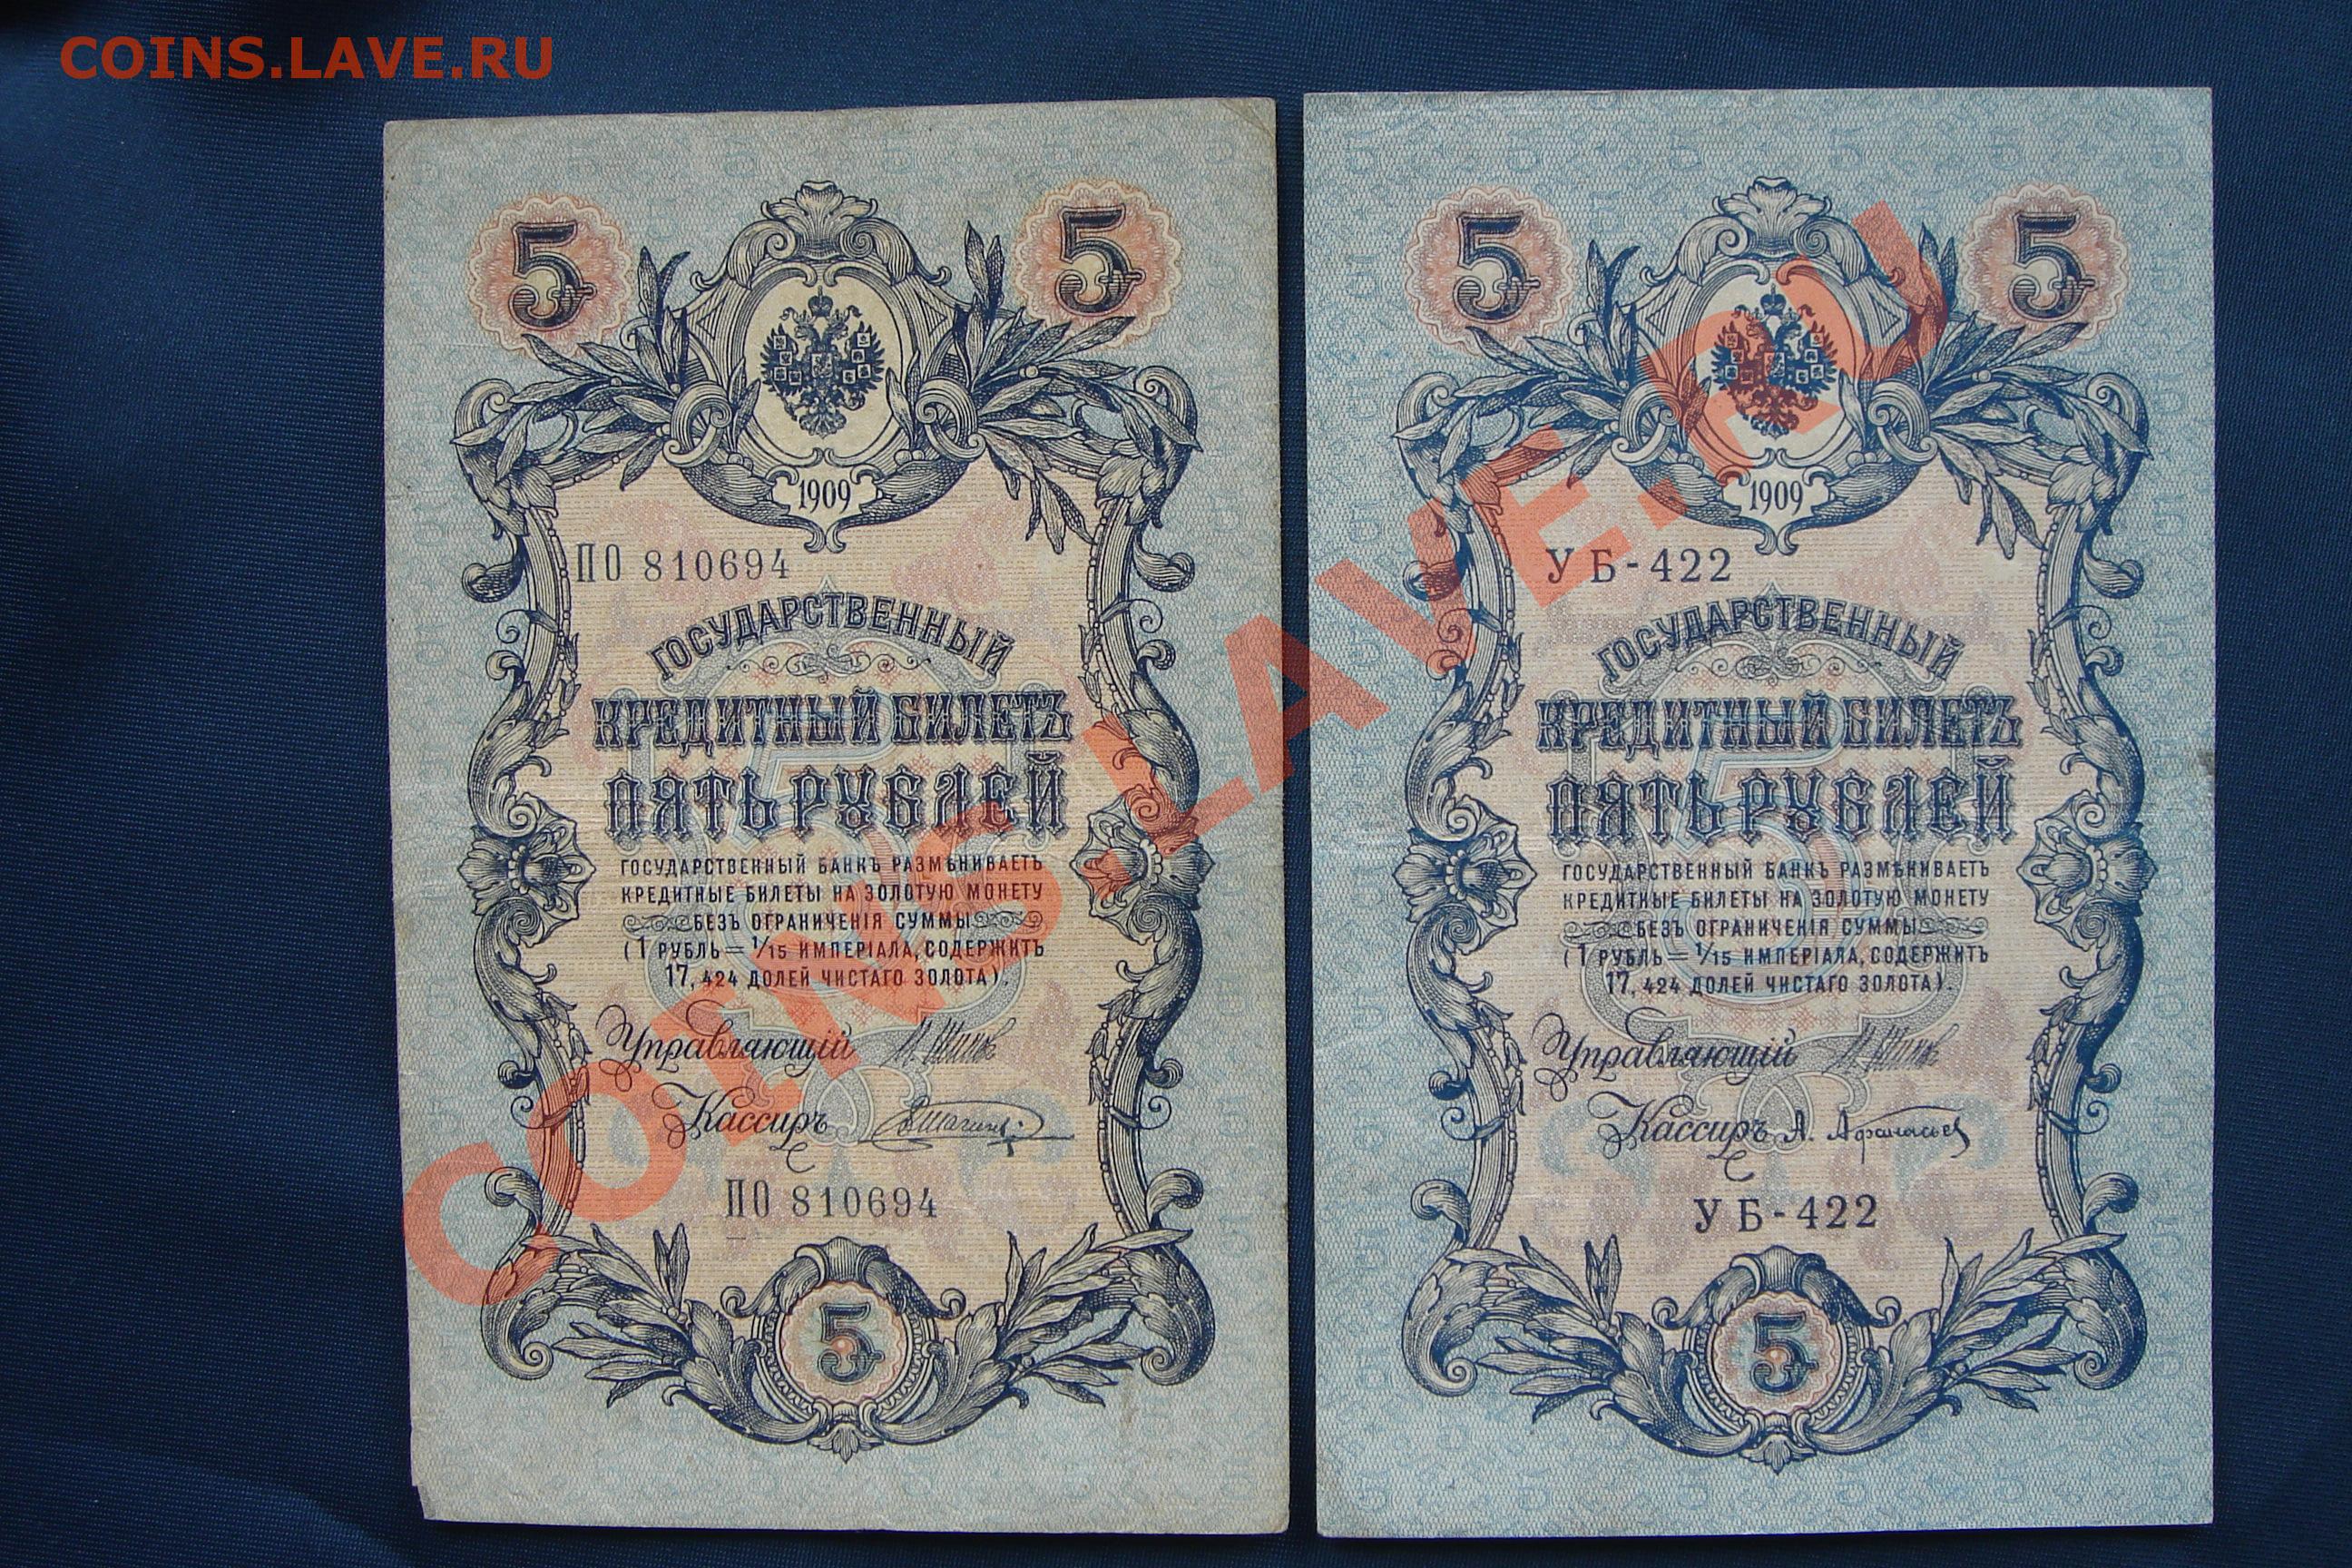 COINS.LAVE.RU
5 5
1909
ПО 810694
ГОСУДАРСТВЕННЫЙ
КРЕДИТНЫЙ БИЛЕТЪ
ПЯТЬ РУБЛЕЙ
ГОСУДАРСТВЕННЫЙ БАНКЪ РАЗМѢНИВАЕТЪ
КРЕДИТНЫЕ БИЛЕТЫ НА ЗОЛОТУЮ МОНЕТУ
БЕЗЪ ОГРАНИЧЕНІЯ СУММЫ
(1 РУБЛЬ = 1/15 ИМПЕРІАЛА, СОДЕРЖИТЪ
17, 424 ДОЛЕЙ ЧИСТАГО ЗОЛОТА).
Управляющій
Кассиръ
ПО 810694
5
5 5
1909
УБ-422
ГОСУДАРСТВЕННЫЙ
КРЕДИТНЫЙ БИЛЕТЪ
ПЯТЬ РУБЛЕЙ
ГОСУДАРСТВЕННЫЙ БАНКЪ РАЗМѢНИВАЕТЪ
КРЕДИТНЫЕ БИЛЕТЫ НА ЗОЛОТУЮ МОНЕТУ
БЕЗЪ ОГРАНИЧЕНІЯ СУММЫ
(1 РУБЛЬ = 1/15 ИМПЕРІАЛА, СОДЕРЖИТЪ
17, 424 ДОЛЕЙ ЧИСТАГО ЗОЛОТА).
Управляющій
Кассиръ А. Афанасьев
УБ-422
5
COINS.LAVE.RU